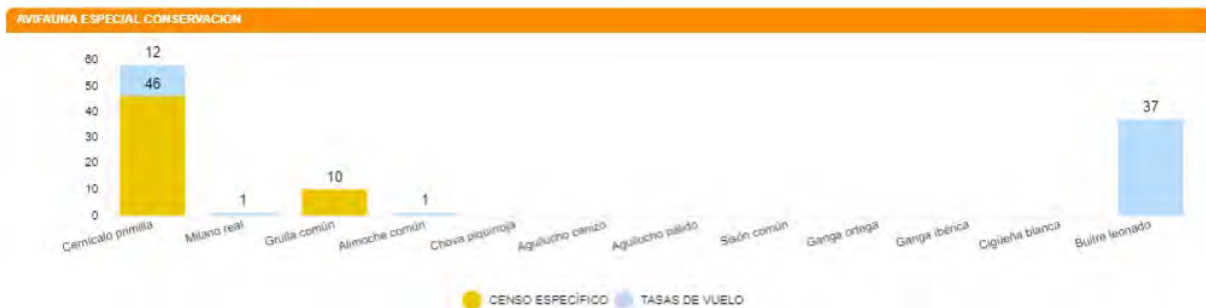 AVIFAUNA ESPECIAL CONSERVACIÓN
60
50
40
30
20
10
0
12
46
1
10
1
37
Cernícalo primilla
Milano real
Grulla común
Alimoche común
Chova piquirroja
Aguilucho cenizo
Aguilucho pálido
Sisón común
Ganga ortega
Ganga ibérica
Cigüeña blanca
Buitre leonado
CENSO ESPECÍFICO TASAS DE VUELO